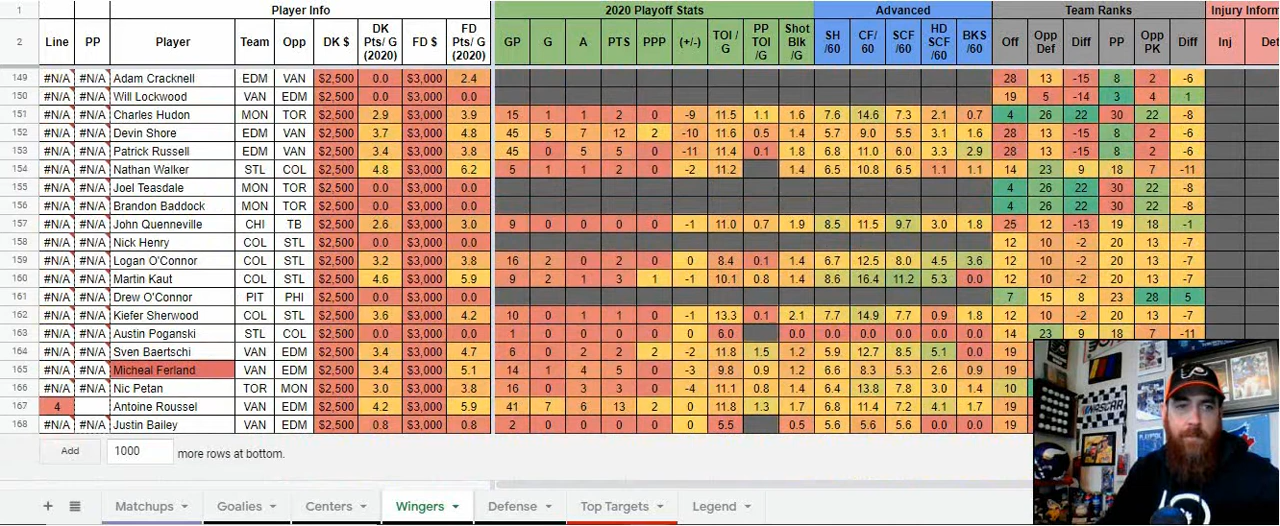 1 Player Info 2020 Playoff Stats Advanced Team Ranks Injury Inform
2 Line PP Player Team Opp DK $ DK Pts/ G (2020) FD $ FD Pts/ G (2020) GP G A PTS PPP (+/-) TOI / G PP TOI /G Shot Blk / G SH /60 CF/ 60 SCF /60 HD SCF /60 BKS /60 Off Opp Def Diff PP Opp PK Diff Inj Det
149 #N/A #N/A Adam Cracknell EDM VAN $2,500 0.0 $3,000 2.4 28 13 -15 8 2 -6
150 #N/A #N/A Will Lockwood VAN EDM $2,500 0.0 $3,000 0.0 19 5 -14 3 4 1
151 #N/A #N/A Charles Hudon MON TOR $2,500 2.9 $3,000 3.9 15 1 1 2 0 -9 11.5 1.1 1.6 7.6 14.6 7.3 2.1 0.7 4 26 22 30 22 -8
152 #N/A #N/A Devin Shore EDM VAN $2,500 3.7 $3,000 4.8 45 5 7 12 2 -10 11.6 0.5 1.4 5.7 9.0 5.5 3.1 1.6 28 13 -15 8 2 -6
153 #N/A #N/A Patrick Russell EDM VAN $2,500 3.4 $3,000 3.8 45 0 5 5 0 -11 11.4 0.1 1.8 6.8 11.0 6.0 3.3 2.9 28 13 -15 8 2 -6
154 #N/A #N/A Nathan Walker STL COL $2,500 4.8 $3,000 6.2 5 1 1 2 0 -2 11.2 1.4 6.5 10.8 6.5 1.1 1.1 14 23 9 18 7 -11
155 #N/A #N/A Joel Teasdale MON TOR $2,500 0.0 $3,000 0.0 4 26 22 30 22 -8
156 #N/A #N/A Brandon Baddock MON TOR $2,500 0.0 $3,000 0.0 4 26 22 30 22 -8
157 #N/A #N/A John Quenneville CHI TB $2,500 2.6 $3,000 3.0 9 0 0 0 0 -1 11.0 0.7 1.9 8.5 11.5 9.7 3.0 1.8 25 12 -13 19 18 -1
158 #N/A #N/A Nick Henry COL STL $2,500 0.0 $3,000 0.0 12 10 -2 20 13 -7
159 #N/A #N/A Logan O'Connor COL STL $2,500 3.2 $3,000 3.8 16 2 0 2 0 0 8.4 0.1 1.4 6.7 12.5 8.0 4.5 3.6 12 10 -2 20 13 -7
160 #N/A #N/A Martin Kaut COL STL $2,500 4.6 $3,000 5.9 9 2 1 3 1 -1 10.1 0.8 1.4 8.6 16.4 11.2 5.3 0.0 12 10 -2 20 13 -7
161 #N/A #N/A Drew O'Connor PIT PHI $2,500 0.0 $3,000 0.0 7 15 8 23 28 5
162 #N/A #N/A Kiefer Sherwood COL STL $2,500 3.6 $3,000 4.2 10 0 1 1 0 -1 13.3 0.1 2.1 7.7 14.9 7.7 0.9 1.8 12 10 -2 20 13 -7
163 #N/A #N/A Austin Poganski STL COL $2,500 0.0 $3,000 0.0 1 0 0 0 0 0 6.0 0.0 0.0 0.0 0.0 0.0 0.0 14 23 9 18 7 -11
164 #N/A #N/A Sven Baertschi VAN EDM $2,500 3.4 $3,000 4.7 6 0 2 2 2 -2 11.8 1.5 1.2 5.9 12.7 8.5 5.1 0.0 19
165 #N/A #N/A Micheal Ferland VAN EDM $2,500 3.4 $3,000 5.1 14 1 4 5 0 -3 9.8 0.9 1.2 6.6 8.3 5.3 2.6 0.9 19
166 #N/A #N/A Nic Petan TOR MON $2,500 3.0 $3,000 3.8 16 0 3 3 0 -4 11.1 0.8 1.4 6.4 13.8 7.8 3.0 1.4 10
167 4 Antoine Roussel VAN EDM $2,500 4.2 $3,000 5.9 41 7 6 13 2 0 11.8 1.3 1.7 6.8 11.4 7.2 4.1 1.7 19
168 #N/A #N/A Justin Bailey VAN EDM $2,500 0.8 $3,000 0.8 2 0 0 0 0 0 5.5 0.5 5.6 5.6 5.6 0.0 0.0 19
Add 1000 more rows at bottom.
NASCAR
+ Matchups Goalies Centers Wingers Defense Top Targets Legend